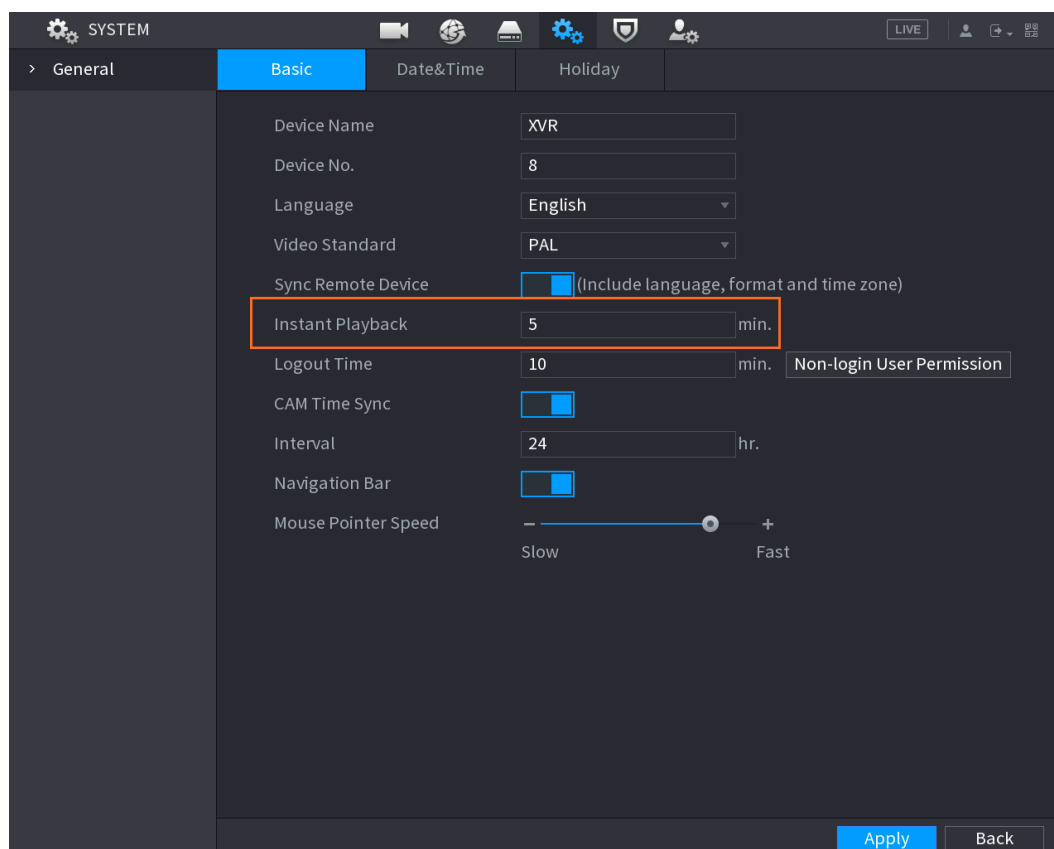 SYSTEM LIVE
> General Basic Date&Time Holiday
Device Name XVR
Device No. 8
Language English
Video Standard PAL
Sync Remote Device (Include language, format and time zone)
Instant Playback 5 min.
Logout Time 10 min. Non-login User Permission
CAM Time Sync
Interval 24 hr.
Navigation Bar
Mouse Pointer Speed − +
Slow Fast
Apply Back